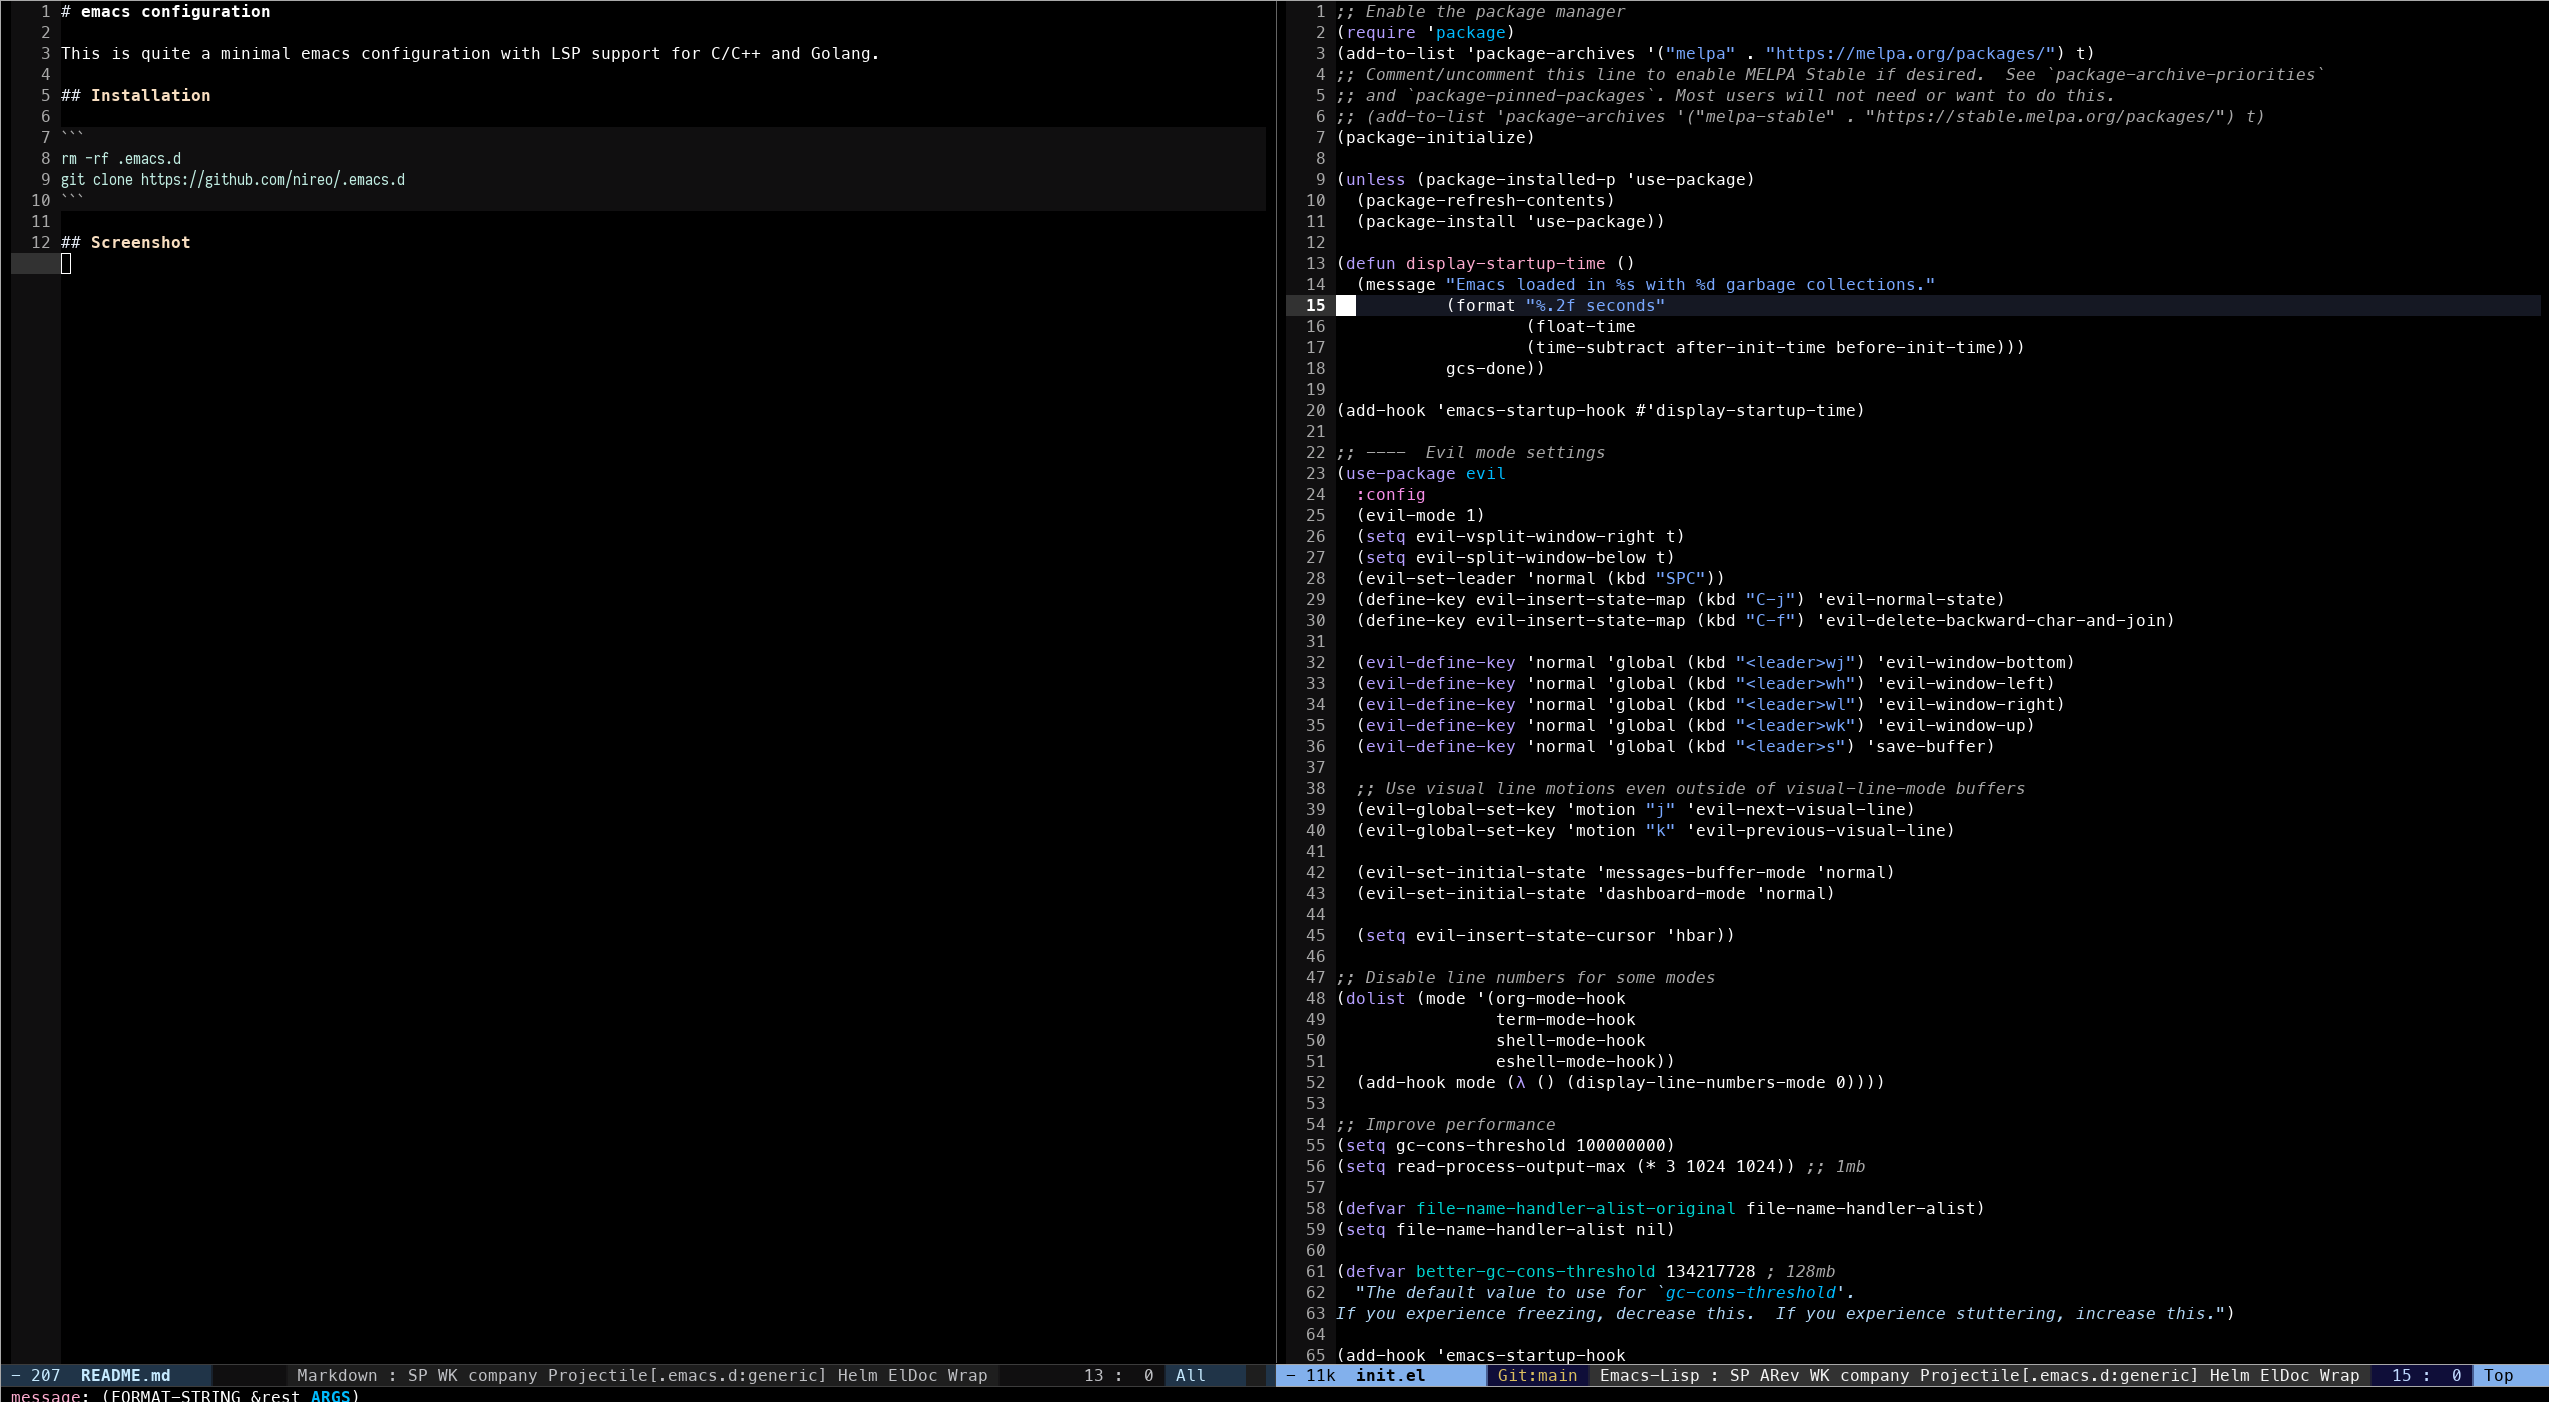 1 # emacs configuration
2
3 This is quite a minimal emacs configuration with LSP support for C/C++ and Golang.
4
5 ## Installation
6
7 ```
8 rm -rf .emacs.d
9 git clone https://github.com/nireo/.emacs.d
10 ```
11
12 ## Screenshot
- 207 README.md Markdown : SP WK company Projectile[.emacs.d:generic] Helm ElDoc Wrap 13 : 0 All
1 ;; Enable the package manager
2 (require 'package)
3 (add-to-list 'package-archives '("melpa" . "https://melpa.org/packages/") t)
4 ;; Comment/uncomment this line to enable MELPA Stable if desired.  See `package-archive-priorities`
5 ;; and `package-pinned-packages`. Most users will not need or want to do this.
6 ;; (add-to-list 'package-archives '("melpa-stable" . "https://stable.melpa.org/packages/") t)
7 (package-initialize)
8
9 (unless (package-installed-p 'use-package)
10   (package-refresh-contents)
11   (package-install 'use-package))
12
13 (defun display-startup-time ()
14   (message "Emacs loaded in %s with %d garbage collections."
15            (format "%.2f seconds"
16                    (float-time
17                    (time-subtract after-init-time before-init-time)))
18            gcs-done))
19
20 (add-hook 'emacs-startup-hook #'display-startup-time)
21
22 ;; ----  Evil mode settings
23 (use-package evil
24   :config
25   (evil-mode 1)
26   (setq evil-vsplit-window-right t)
27   (setq evil-split-window-below t)
28   (evil-set-leader 'normal (kbd "SPC"))
29   (define-key evil-insert-state-map (kbd "C-j") 'evil-normal-state)
30   (define-key evil-insert-state-map (kbd "C-f") 'evil-delete-backward-char-and-join)
31
32   (evil-define-key 'normal 'global (kbd "<leader>wj") 'evil-window-bottom)
33   (evil-define-key 'normal 'global (kbd "<leader>wh") 'evil-window-left)
34   (evil-define-key 'normal 'global (kbd "<leader>wl") 'evil-window-right)
35   (evil-define-key 'normal 'global (kbd "<leader>wk") 'evil-window-up)
36   (evil-define-key 'normal 'global (kbd "<leader>s") 'save-buffer)
37
38   ;; Use visual line motions even outside of visual-line-mode buffers
39   (evil-global-set-key 'motion "j" 'evil-next-visual-line)
40   (evil-global-set-key 'motion "k" 'evil-previous-visual-line)
41
42   (evil-set-initial-state 'messages-buffer-mode 'normal)
43   (evil-set-initial-state 'dashboard-mode 'normal)
44
45   (setq evil-insert-state-cursor 'hbar))
46
47 ;; Disable line numbers for some modes
48 (dolist (mode '(org-mode-hook
49                 term-mode-hook
50                 shell-mode-hook
51                 eshell-mode-hook))
52   (add-hook mode (λ () (display-line-numbers-mode 0))))
53
54 ;; Improve performance
55 (setq gc-cons-threshold 100000000)
56 (setq read-process-output-max (* 3 1024 1024)) ;; 1mb
57
58 (defvar file-name-handler-alist-original file-name-handler-alist)
59 (setq file-name-handler-alist nil)
60
61 (defvar better-gc-cons-threshold 134217728 ; 128mb
62   "The default value to use for `gc-cons-threshold'.
63 If you experience freezing, decrease this.  If you experience stuttering, increase this.")
64
65 (add-hook 'emacs-startup-hook
- 11k init.el Git:main Emacs-Lisp : SP ARev WK company Projectile[.emacs.d:generic] Helm ElDoc Wrap 15 : 0 Top
message: (FORMAT-STRING &rest ARGS)